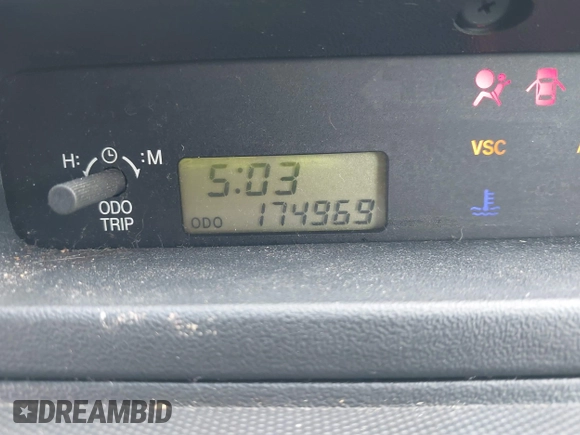 H: :M
ODO
TRIP
5:03
ODO 174969
VSC
DREAMBID